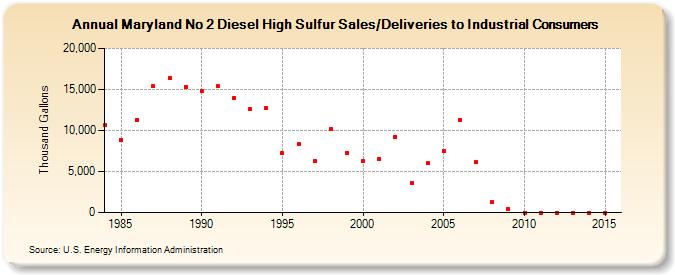 Annual Maryland No 2 Diesel High Sulfur Sales/Deliveries to Industrial Consumers
Thousand Gallons
20,000
15,000
10,000
5,000
0
1985 1990 1995 2000 2005 2010 2015
Source: U.S. Energy Information Administration